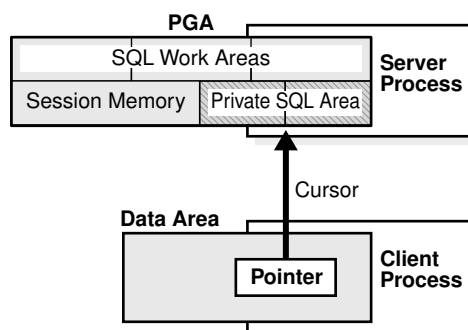 PGA
SQL Work Areas
Server
Process
Session Memory
Private SQL Area
Cursor
Data Area
Pointer
Client
Process